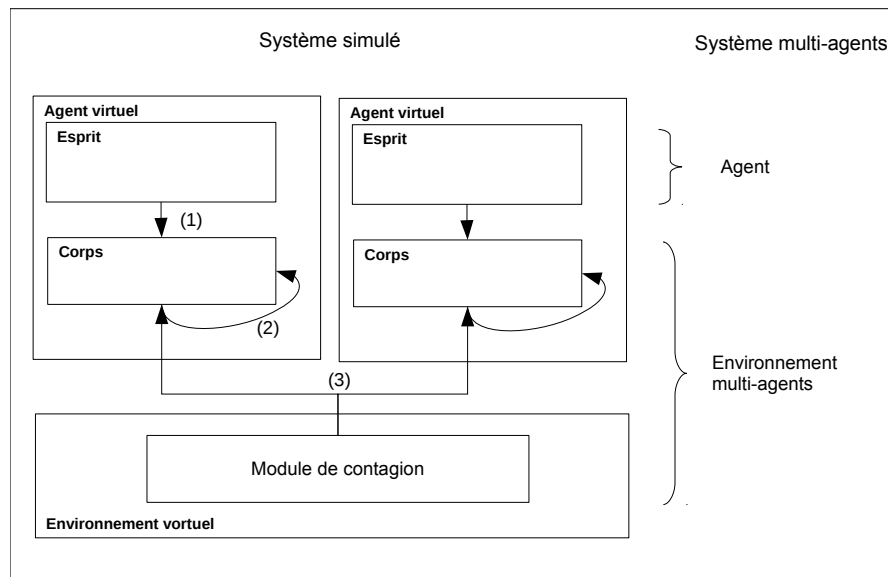 Système simulé
Système multi-agents
Agent virtuel
Esprit
(1)
Corps
(2)
Agent virtuel
Esprit
Corps
(3)
Module de contagion
Environnement vortuel
Agent
Environnement
multi-agents